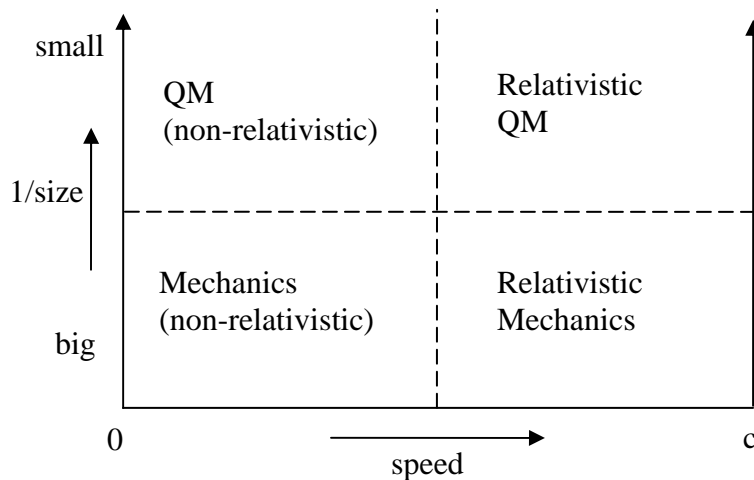 small
QM
(non-relativistic)
Relativistic
QM
1/size
Mechanics
(non-relativistic)
Relativistic
Mechanics
big
0
c
speed